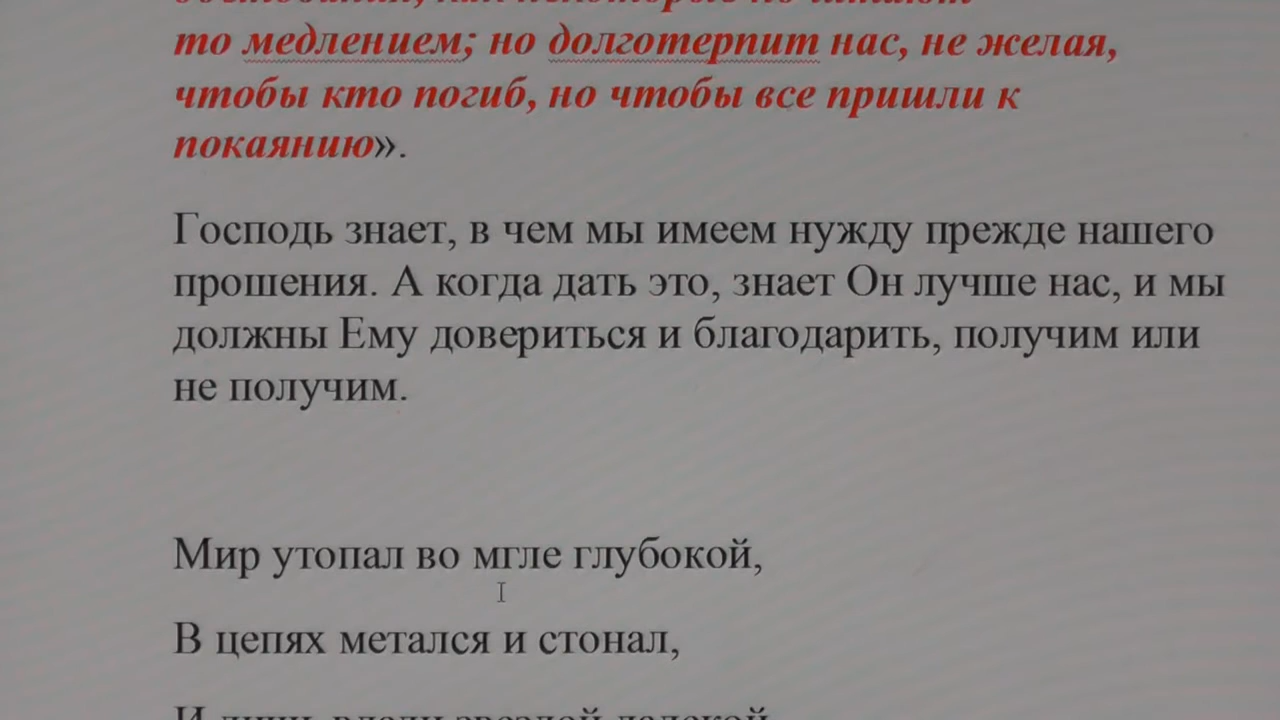 то медлением; но долготерпит нас, не желая,
чтобы кто погиб, но чтобы все пришли к
покаянию».
Господь знает, в чем мы имеем нужду прежде нашего
прошения. А когда дать это, знает Он лучше нас, и мы
должны Ему довериться и благодарить, получим или
не получим.
Мир утопал во мгле глубокой,
В цепях метался и стонал,